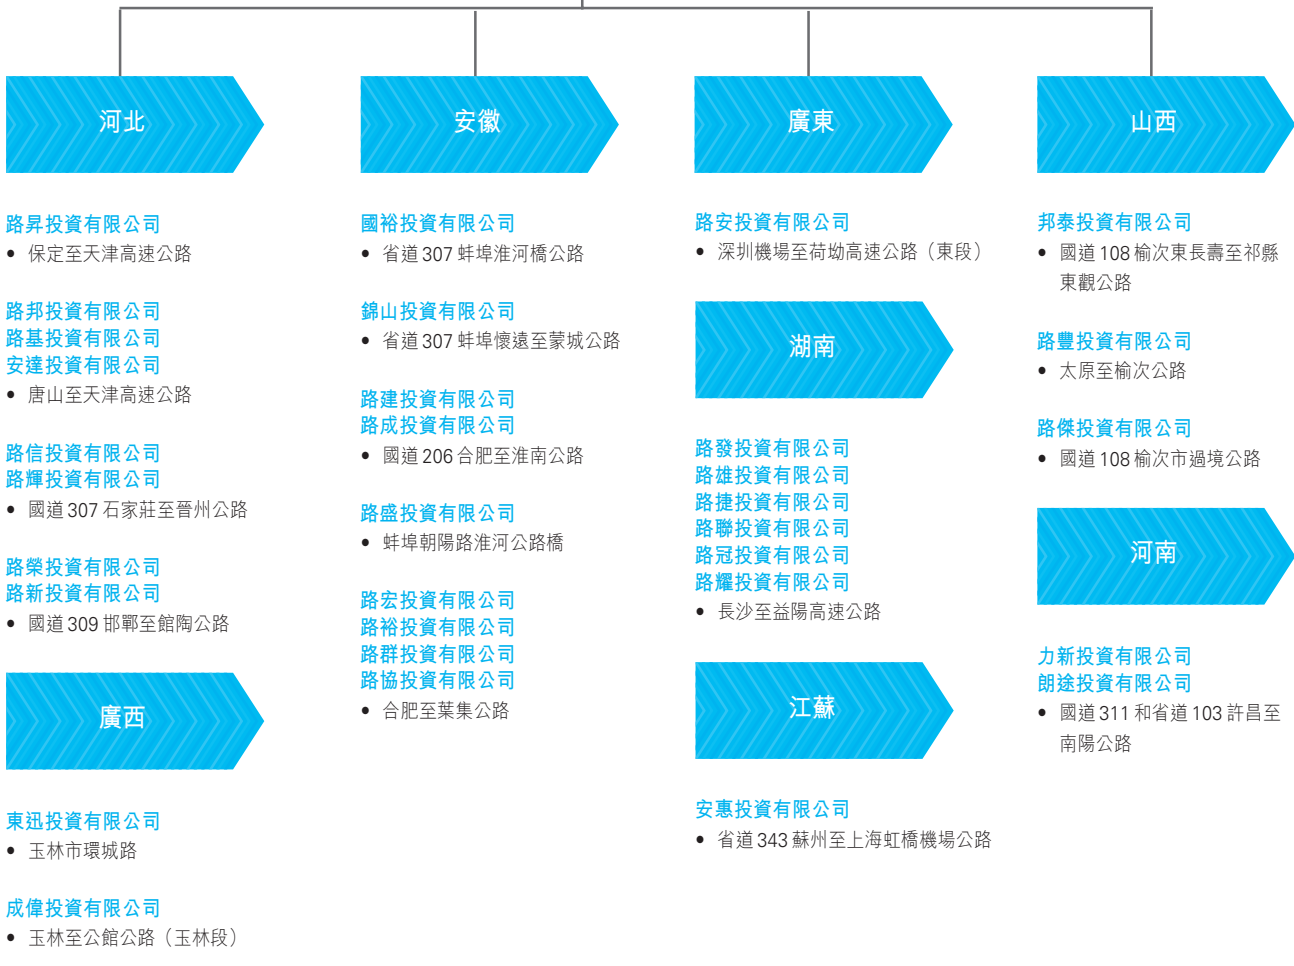 河北
路昇投資有限公司
• 保定至天津高速公路
路邦投資有限公司
路基投資有限公司
安達投資有限公司
• 唐山至天津高速公路
路信投資有限公司
路輝投資有限公司
• 國道 307 石家莊至晉州公路
路榮投資有限公司
路新投資有限公司
• 國道 309 邯鄲至館陶公路
廣西
東迅投資有限公司
• 玉林市環城路
成偉投資有限公司
• 玉林至公館公路（玉林段）
安徽
國裕投資有限公司
• 省道 307 蚌埠淮河橋公路
錦山投資有限公司
• 省道 307 蚌埠懷遠至蒙城公路
路建投資有限公司
路成投資有限公司
• 國道 206 合肥至淮南公路
路盛投資有限公司
• 蚌埠朝陽路淮河公路橋
路宏投資有限公司
路裕投資有限公司
路群投資有限公司
路協投資有限公司
• 合肥至葉集公路
廣東
路安投資有限公司
• 深圳機場至荷坳高速公路（東段）
湖南
路發投資有限公司
路雄投資有限公司
路捷投資有限公司
路聯投資有限公司
路冠投資有限公司
路耀投資有限公司
• 長沙至益陽高速公路
江蘇
安惠投資有限公司
• 省道 343 蘇州至上海虹橋機場公路
山西
邦泰投資有限公司
• 國道 108 榆次東長壽至祁縣
東觀公路
路豐投資有限公司
• 太原至榆次公路
路傑投資有限公司
• 國道 108 榆次市過境公路
河南
力新投資有限公司
朗途投資有限公司
• 國道 311 和省道 103 許昌至
南陽公路